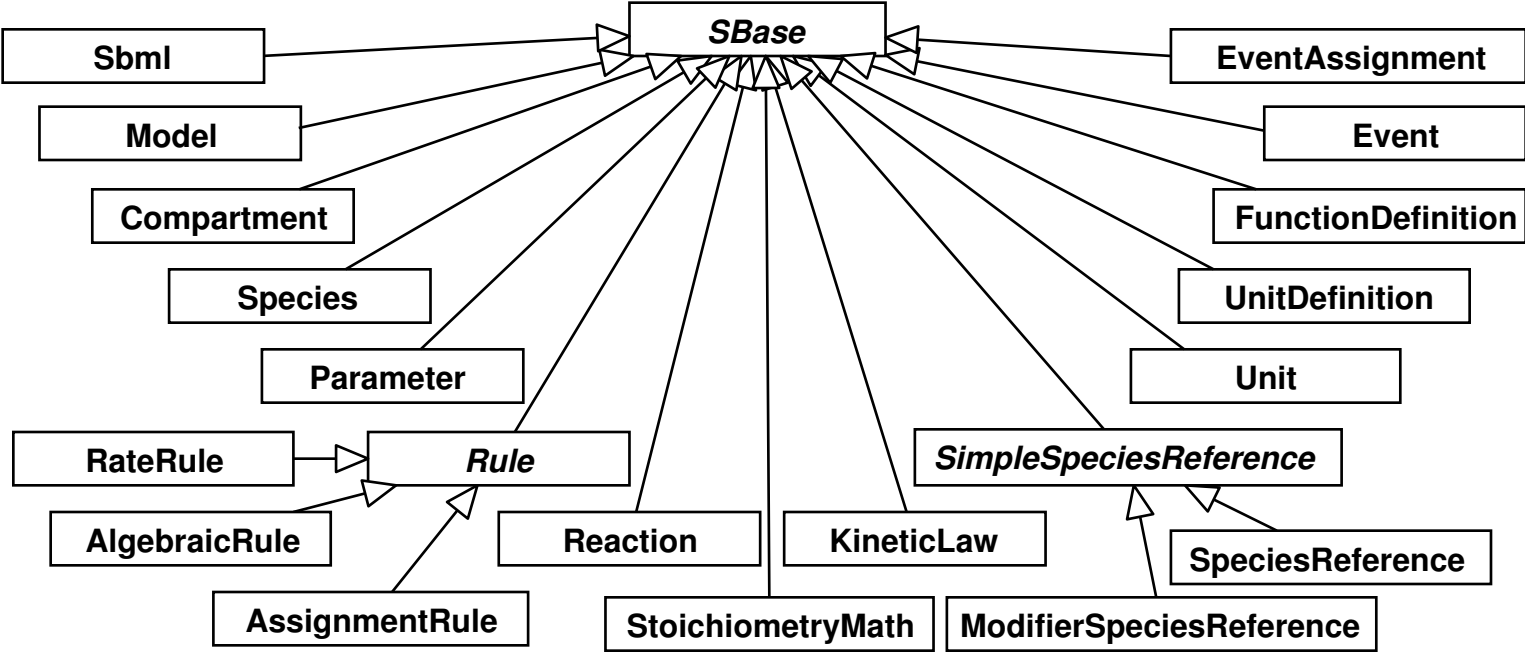 SBase
Sbml
EventAssignment
Model
Event
Compartment
FunctionDefinition
Species
UnitDefinition
Parameter
Unit
RateRule
Rule
SimpleSpeciesReference
AlgebraicRule
Reaction
KineticLaw
SpeciesReference
AssignmentRule
StoichiometryMath
ModifierSpeciesReference